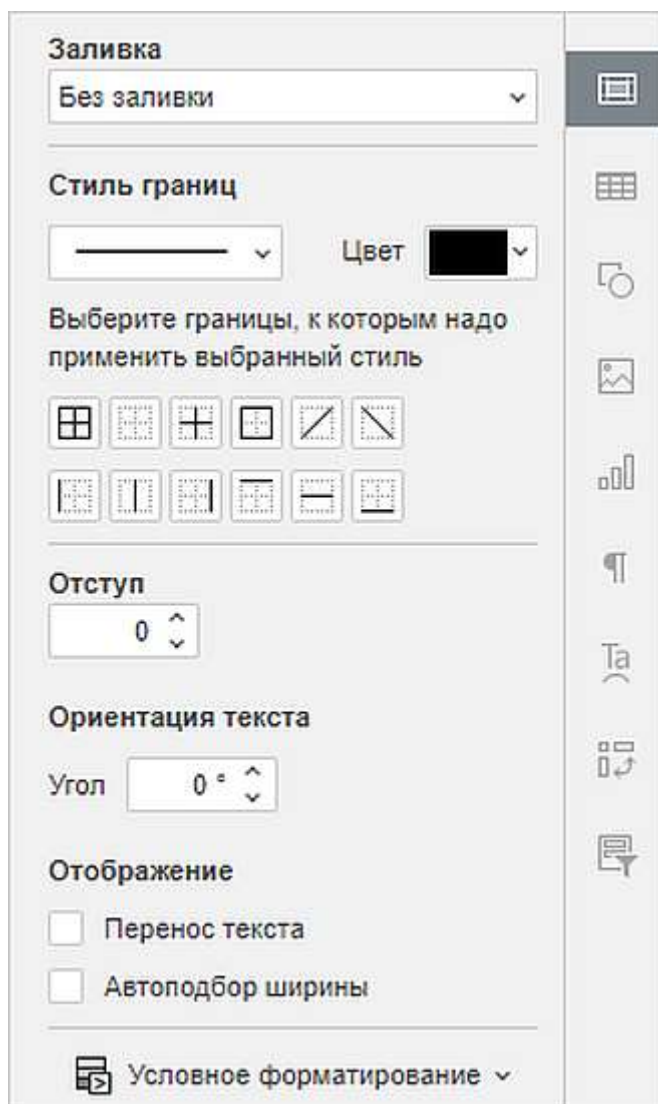 Заливка
Без заливки
Стиль границ
Цвет
Выберите границы, к которым надо
применить выбранный стиль
Отступ
0
Ориентация текста
Угол 0 °
Отображение
Перенос текста
Автоподбор ширины
Условное форматирование